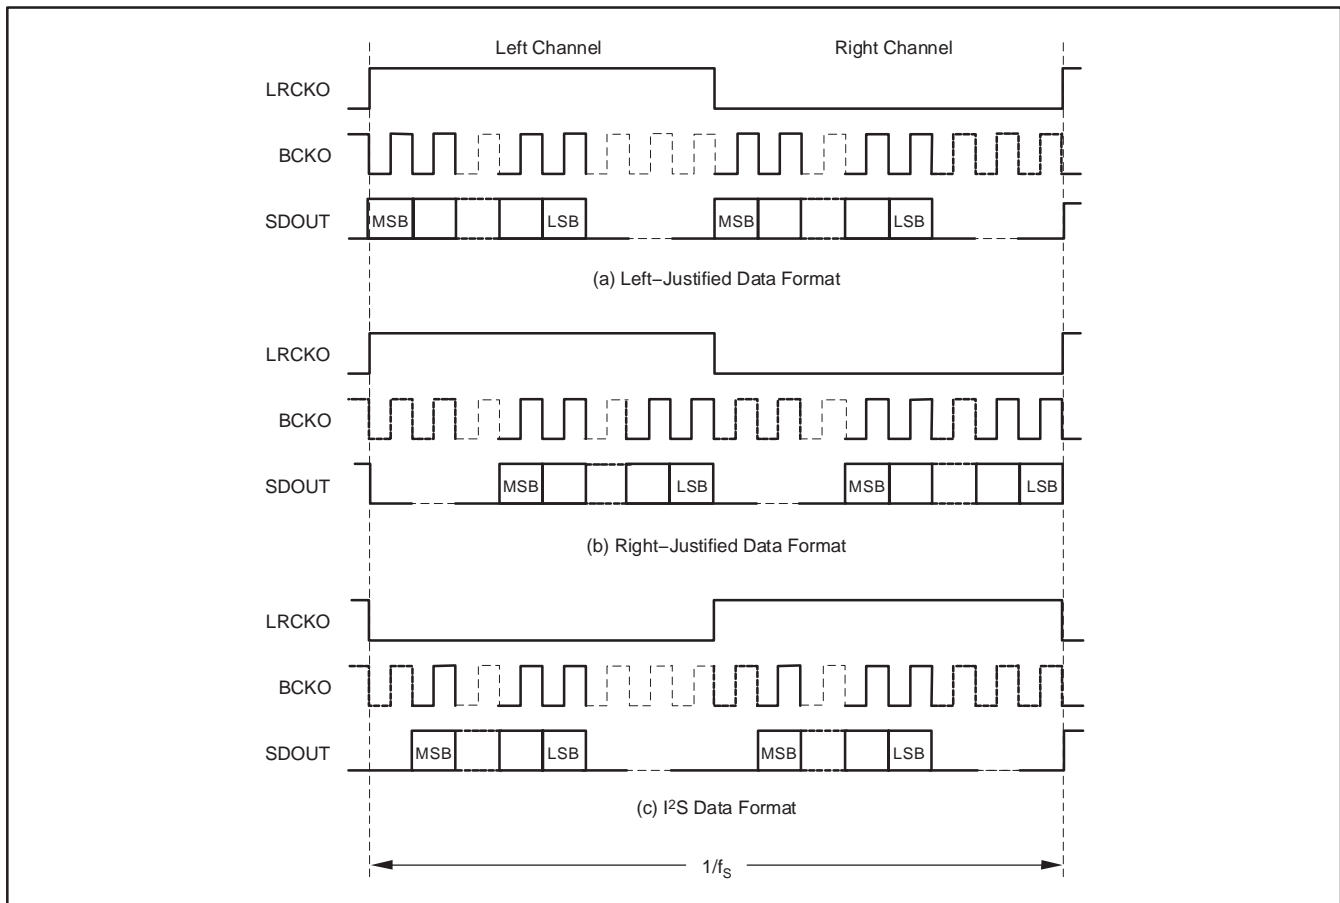 Left Channel Right Channel
LRCKO
BCKO
SDOUT MSB LSB MSB LSB
(a) Left−Justified Data Format
LRCKO
BCKO
SDOUT MSB LSB MSB LSB
(b) Right−Justified Data Format
LRCKO
BCKO
SDOUT MSB LSB MSB LSB
(c) I²S Data Format
1/fS